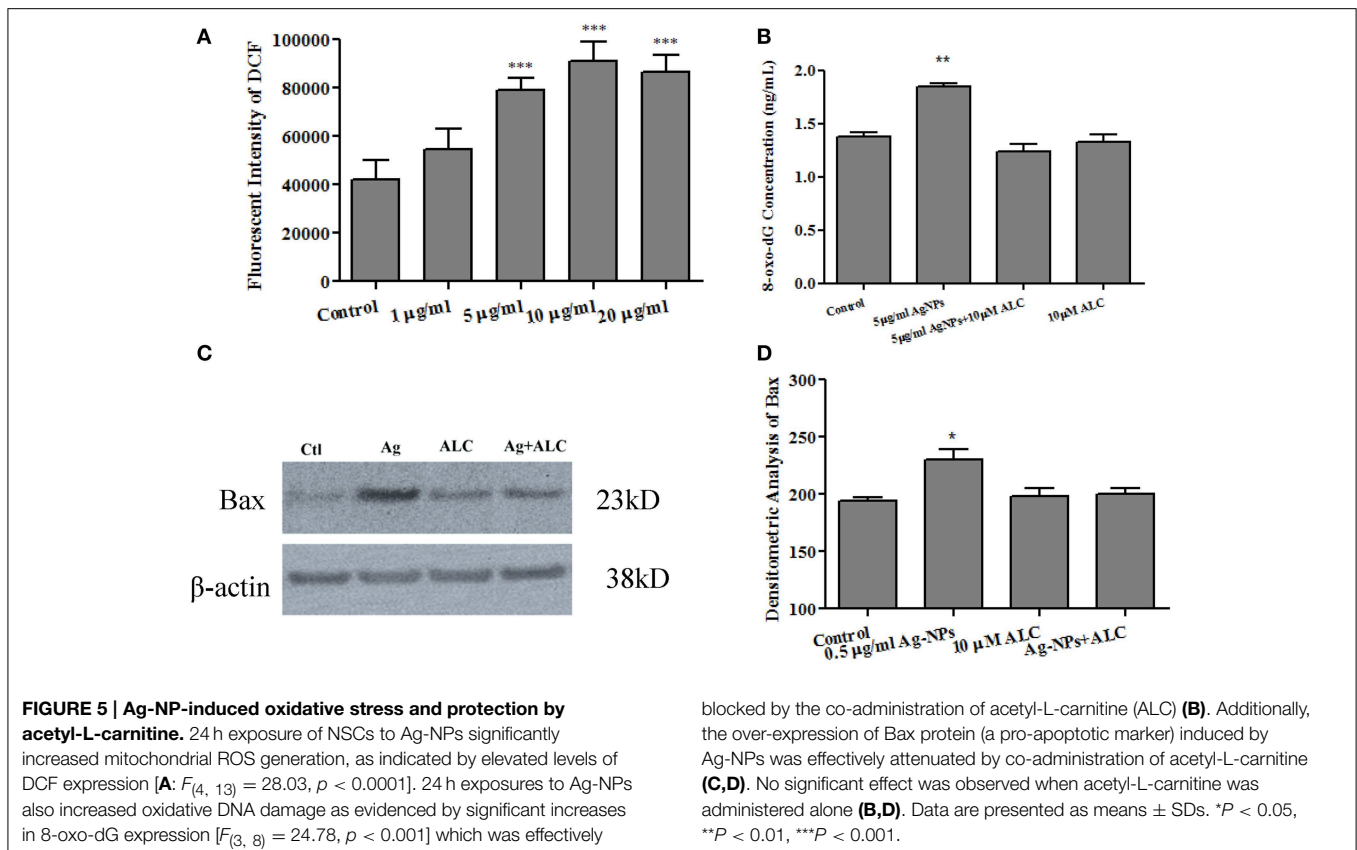 A
Fluorescent Intensity of DCF
100000
80000
60000
40000
20000
0
***
***
***
Control
1 µg/ml
5 µg/ml
10 µg/ml
20 µg/ml
B
8-oxo-dG Concentration (ng/mL)
2.0
1.5
1.0
0.5
0.0
**
Control
5µg/ml AgNPs
5µg/ml AgNPs+10µM ALC
10µM ALC
C
Ctl Ag ALC Ag+ALC
Bax 23kD
β-actin 38kD
D
Densitometric Analysis of Bax
300
250
200
150
100
*
Control
0.5 µg/ml Ag-NPs
10 µM ALC
Ag-NPs+ALC
FIGURE 5 | Ag-NP-induced oxidative stress and protection by
acetyl-L-carnitine. 24 h exposure of NSCs to Ag-NPs significantly
increased mitochondrial ROS generation, as indicated by elevated levels of
DCF expression [A: F(4, 13) = 28.03, p < 0.0001]. 24 h exposures to Ag-NPs
also increased oxidative DNA damage as evidenced by significant increases
in 8-oxo-dG expression [F(3, 8) = 24.78, p < 0.001] which was effectively
blocked by the co-administration of acetyl-L-carnitine (ALC) (B). Additionally,
the over-expression of Bax protein (a pro-apoptotic marker) induced by
Ag-NPs was effectively attenuated by co-administration of acetyl-L-carnitine
(C,D). No significant effect was observed when acetyl-L-carnitine was
administered alone (B,D). Data are presented as means ± SDs. *P < 0.05,
**P < 0.01, ***P < 0.001.